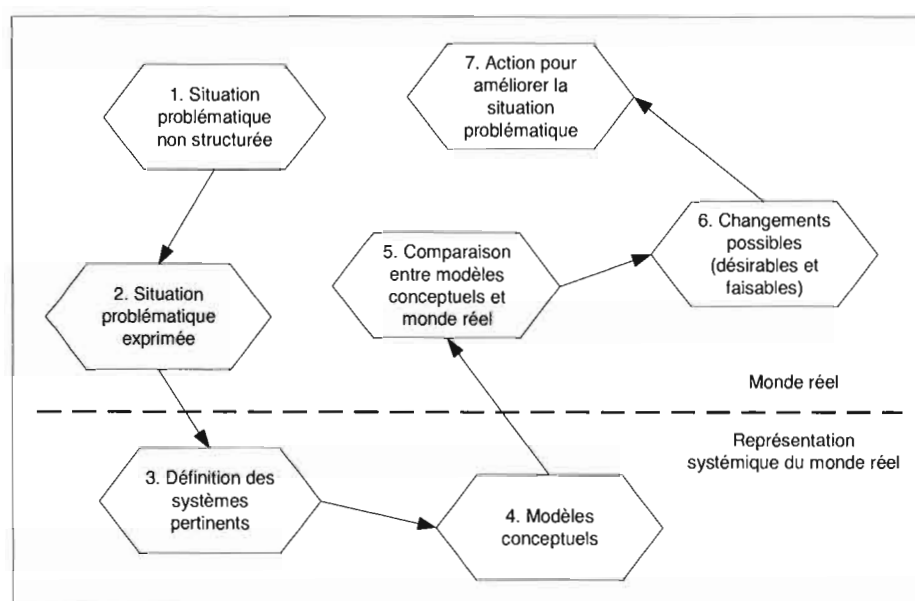 1. Situation
problématique
non structurée
2. Situation
problématique
exprimée
3. Définition des
systèmes
pertinents
4. Modèles
conceptuels
5. Comparaison
entre modèles
conceptuels et
monde réel
6. Changements
possibles
(désirables et
faisables)
7. Action pour
améliorer la
situation
problématique
Monde réel
Représentation
systémique du monde réel